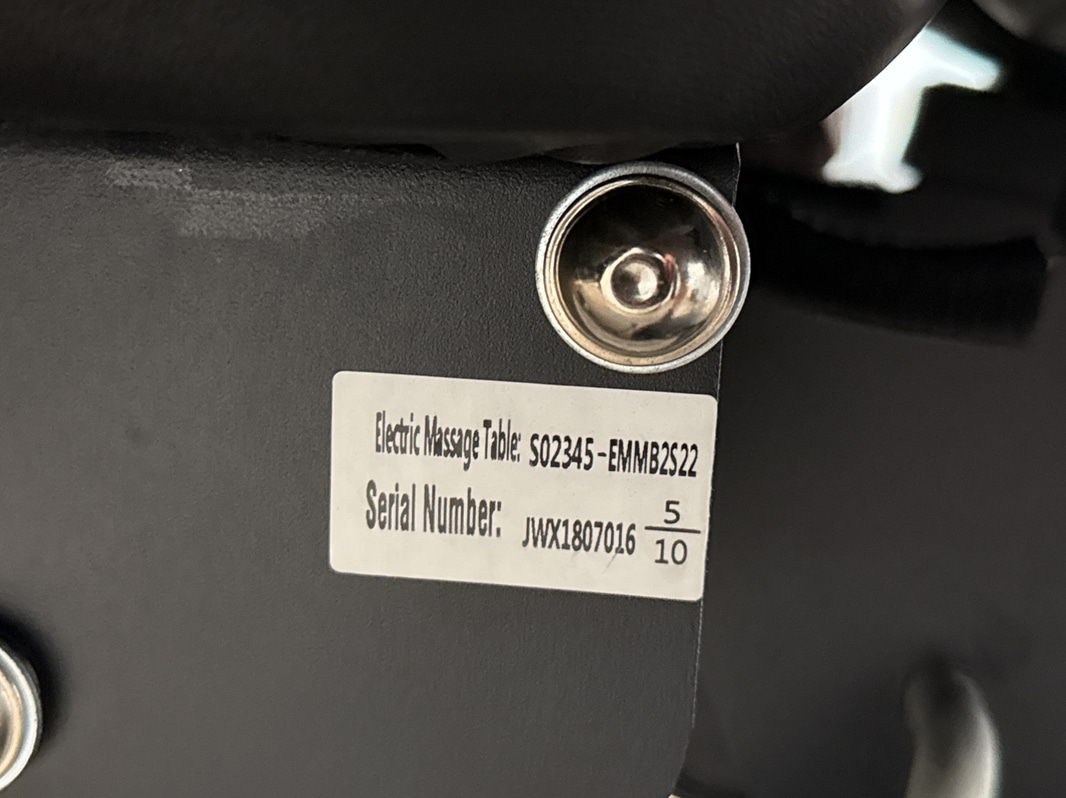 Electric Massage Table: S02345-EMMB2S22
Serial Number: JWX1807016 5/10